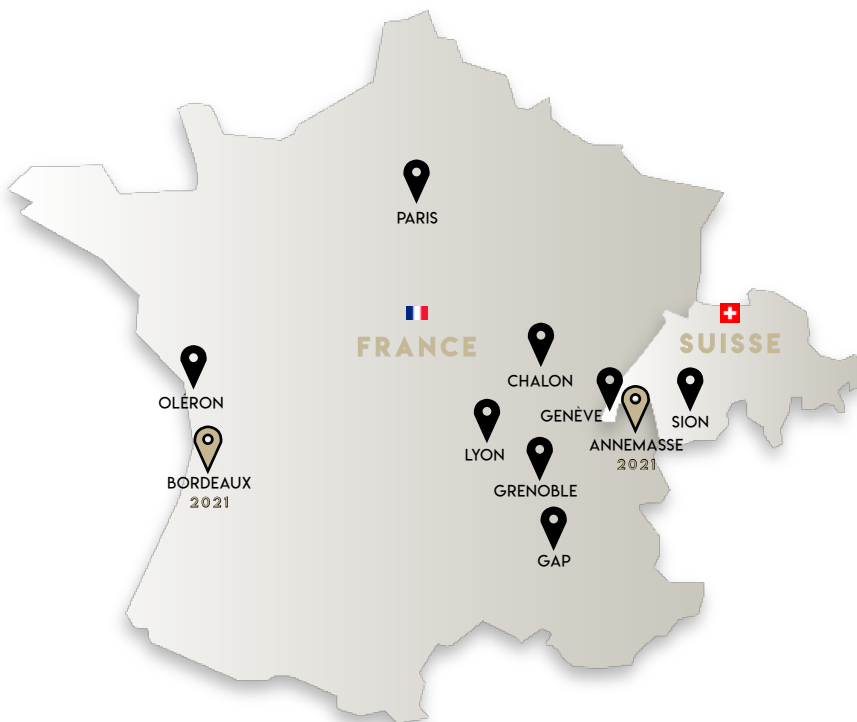 PARIS
FRANCE
SUISSE
CHALON
OLÉRON
GENÈVE
SION
LYON
ANNEMASSE
2021
BORDEAUX
2021
GRENOBLE
GAP